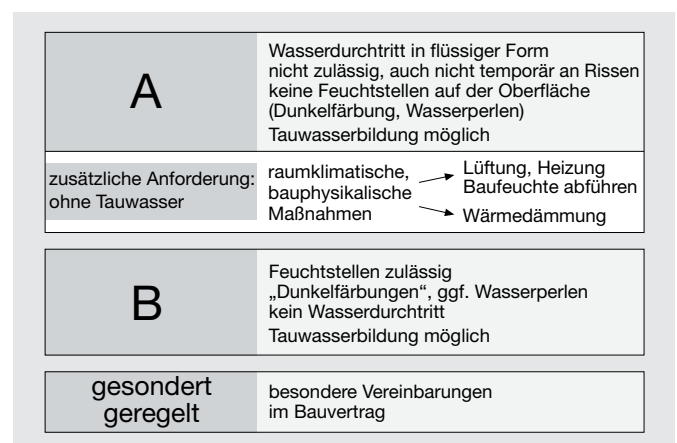 A
Wasserdurchtritt in flüssiger Form
nicht zulässig, auch nicht temporär an Rissen
keine Feuchtstellen auf der Oberfläche
(Dunkelfärbung, Wasserperlen)
Tauwasserbildung möglich
zusätzliche Anforderung:
ohne Tauwasser
raumklimatische,
bauphysikalische
Maßnahmen
Lüftung, Heizung
Baufeuchte abführen
Wärmedämmung
B
Feuchtstellen zulässig
„Dunkelfärbungen“, ggf. Wasserperlen
kein Wasserdurchtritt
Tauwasserbildung möglich
gesondert
geregelt
besondere Vereinbarungen
im Bauvertrag